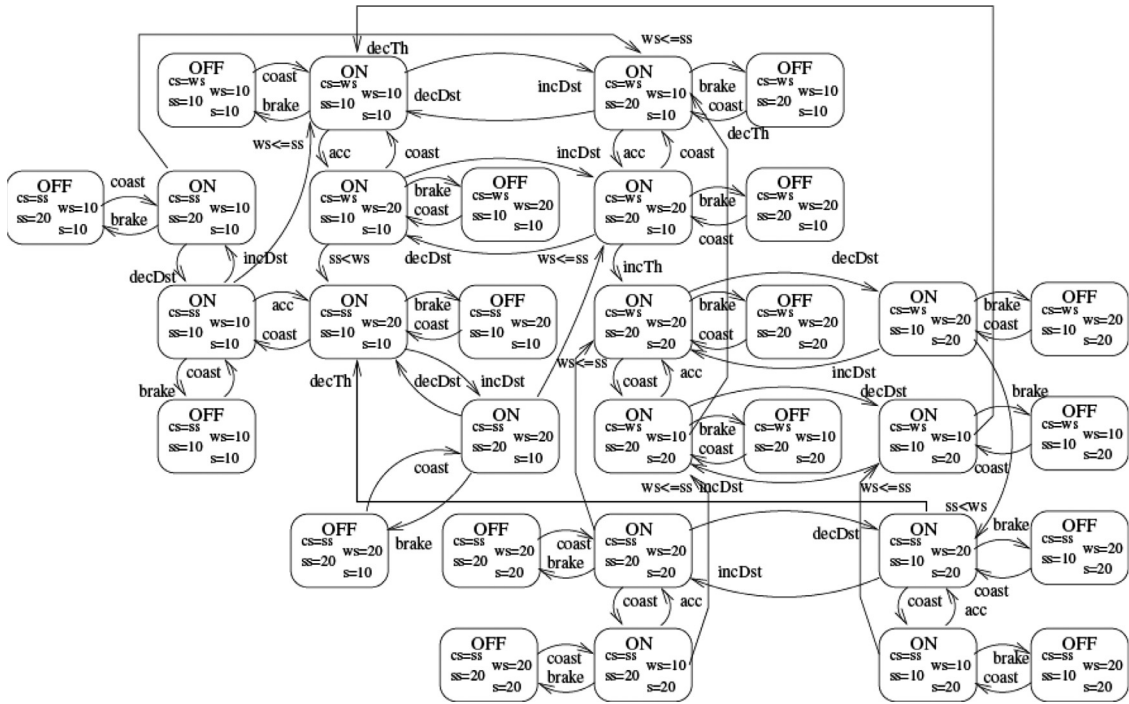 ws<=ss
decTh
OFF
cs=ws
ws=10
ss=10
s=10
coast
brake
ON
cs=ws
ws=10
ss=10
s=10
decDst
incDst
ON
cs=ws
ws=10
ss=20
s=10
brake
coast
OFF
cs=ws
ws=10
ss=20
s=10
decTh
ws<=ss
acc
coast
incDst
acc
coast
OFF
cs=ss
ws=10
ss=20
s=10
coast
brake
ON
cs=ss
ws=10
ss=20
s=10
ON
cs=ws
ws=20
ss=10
s=10
brake
coast
OFF
cs=ws
ws=20
ss=10
s=10
ON
cs=ws
ws=20
ss=20
s=10
brake
coast
OFF
cs=ws
ws=20
ss=20
s=10
decDst
incDst
ss<ws
decDst
ws<=ss
incTh
decDst
ON
cs=ss
ws=10
ss=10
s=10
acc
coast
ON
cs=ss
ws=20
ss=10
s=10
brake
coast
OFF
cs=ss
ws=20
ss=10
s=10
ON
cs=ws
ws=20
ss=20
s=20
brake
coast
OFF
cs=ws
ws=20
ss=20
s=20
ON
cs=ws
ws=20
ss=10
s=20
brake
coast
OFF
cs=ws
ws=20
ss=10
s=20
ws<=ss
brake
coast
decTh
decDst
incDst
coast
acc
incDst
decDst
OFF
cs=ss
ws=10
ss=10
s=10
ON
cs=ss
ws=20
ss=20
s=10
ON
cs=ws
ws=10
ss=20
s=20
brake
coast
OFF
cs=ws
ws=10
ss=20
s=20
ON
cs=ws
ws=10
ss=10
s=20
brake
coast
OFF
cs=ws
ws=10
ss=10
s=20
coast
ws<=ss
incDst
ws<=ss
ss<ws
OFF
cs=ss
ws=20
ss=20
s=10
brake
OFF
cs=ss
ws=20
ss=20
s=20
coast
brake
ON
cs=ss
ws=20
ss=20
s=20
decDst
incDst
ON
cs=ss
ws=20
ss=10
s=20
brake
coast
OFF
cs=ss
ws=20
ss=10
s=20
coast
acc
coast
acc
OFF
cs=ss
ws=20
ss=20
s=20
coast
brake
ON
cs=ss
ws=10
ss=20
s=20
ON
cs=ss
ws=10
ss=10
s=20
brake
coast
OFF
cs=ss
ws=20
ss=10
s=20